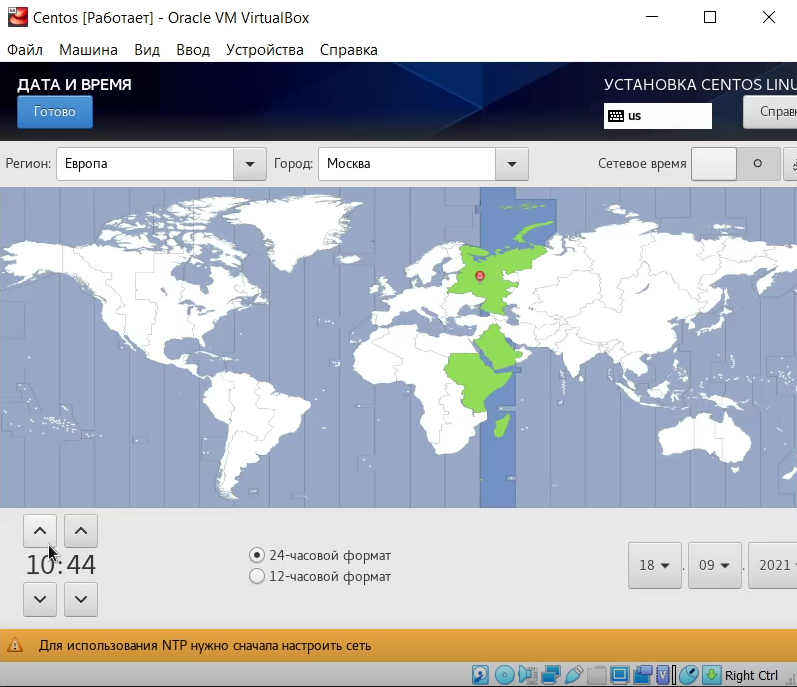 Centos [Работает] - Oracle VM VirtualBox
Файл Машина Вид Ввод Устройства Справка
ДАТА И ВРЕМЯ
УСТАНОВКА CENTOS LINU
Готово
us
Справ
Регион: Европа Город: Москва Сетевое время
10:44
24-часовой формат
12-часовой формат
18 . 09 . 2021
Для использования NTP нужно сначала настроить сеть
Right Ctrl